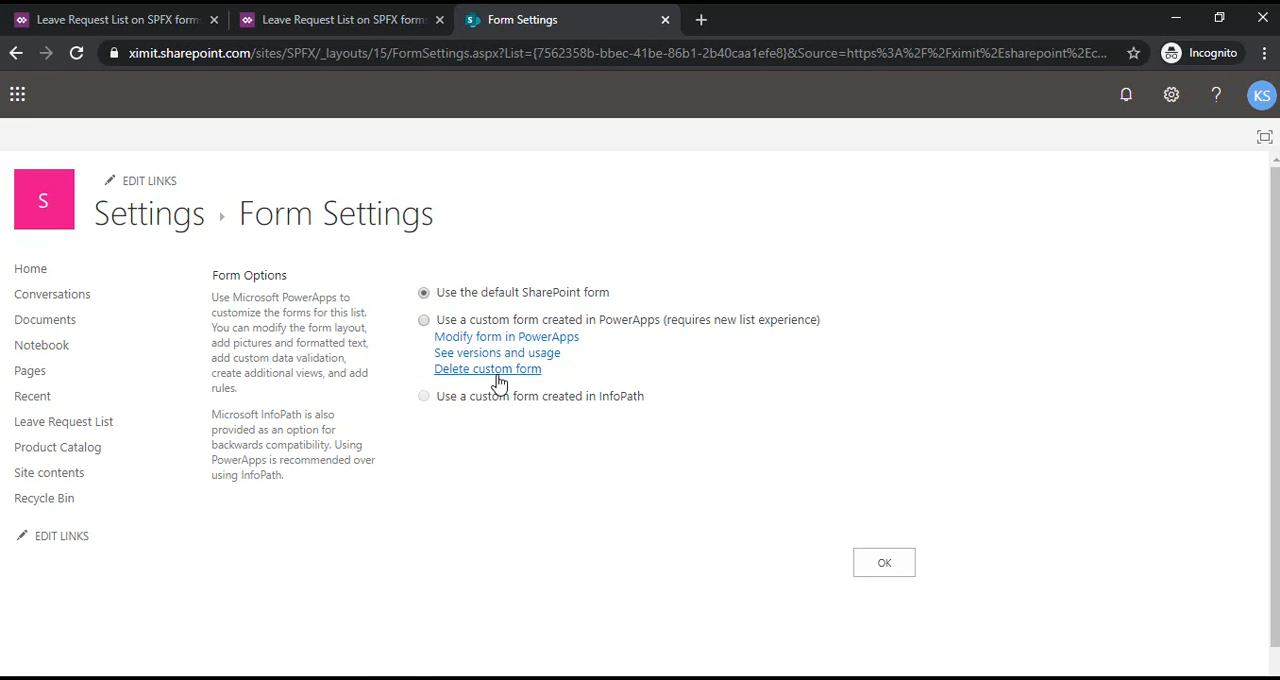 Leave Request List on SPFX form
Leave Request List on SPFX form
Form Settings
ximit.sharepoint.com/sites/SPFX/_layouts/15/FormSettings.aspx?List={7562358b-bbec-41be-86b1-2b40caa1efe8}&Source=https%3A%2F%2Fximit%2Esharepoint%2Ec...
Incognito
KS
S
EDIT LINKS
Settings › Form Settings
Home
Conversations
Documents
Notebook
Pages
Recent
Leave Request List
Product Catalog
Site contents
Recycle Bin
EDIT LINKS
Form Options
Use Microsoft PowerApps to
customize the forms for this list.
You can modify the form layout,
add pictures and formatted text,
add custom data validation,
create additional views, and add
rules.
Microsoft InfoPath is also
provided as an option for
backwards compatibility. Using
PowerApps is recommended over
using InfoPath.
Use the default SharePoint form
Use a custom form created in PowerApps (requires new list experience)
Modify form in PowerApps
See versions and usage
Delete custom form
Use a custom form created in InfoPath
OK